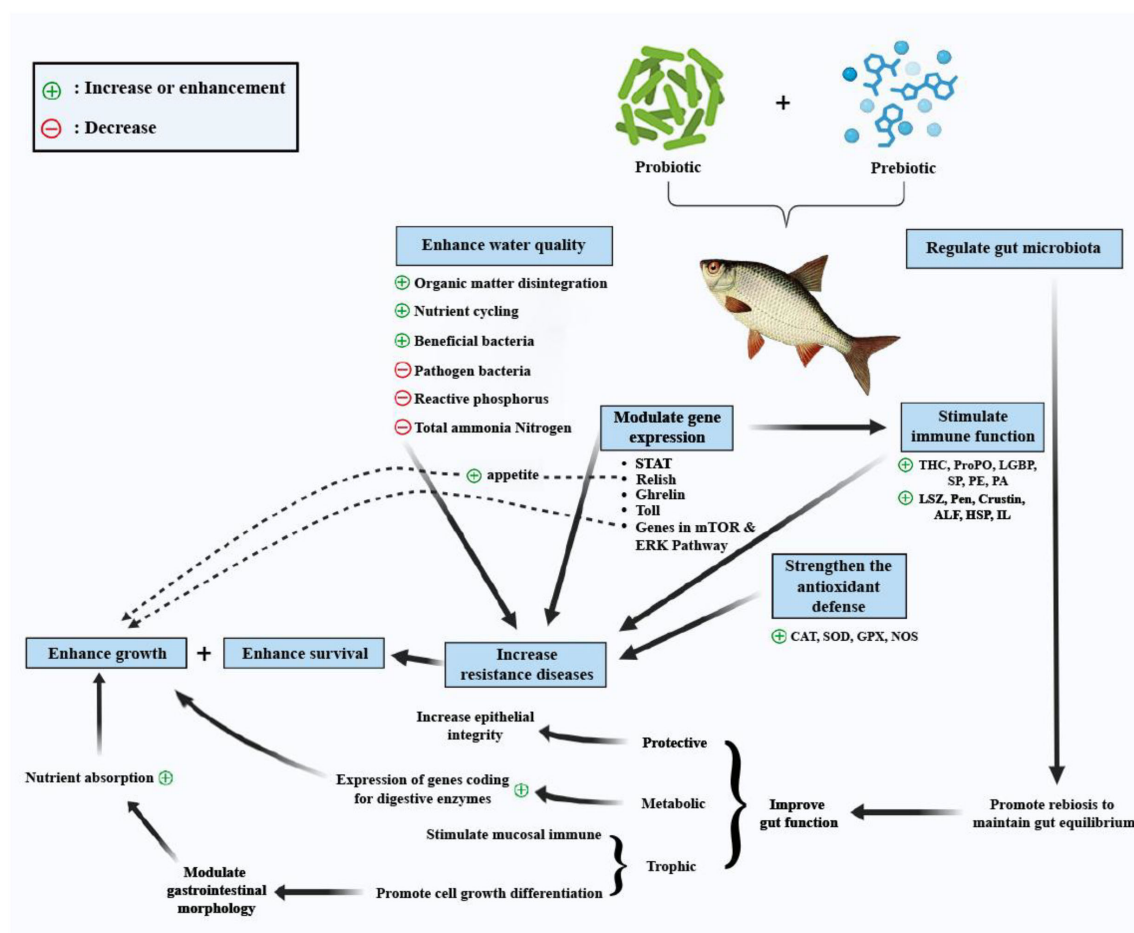 : Increase or enhancement
: Decrease
+
Probiotic
Prebiotic
Enhance water quality
Organic matter disintegration
Nutrient cycling
Beneficial bacteria
Pathogen bacteria
Reactive phosphorus
Total ammonia Nitrogen
Regulate gut microbiota
Modulate gene
expression
• STAT
• Relish
• Ghrelin
• Toll
• Genes in mTOR &
ERK Pathway
appetite
Stimulate
immune function
THC, ProPO, LGBP,
SP, PE, PA
LSZ, Pen, Crustin,
ALF, HSP, IL
Strengthen the
antioxidant
defense
CAT, SOD, GPX, NOS
Enhance growth
+
Enhance survival
Increase
resistance diseases
Increase epithelial
integrity
Protective
Nutrient absorption
Expression of genes coding
for digestive enzymes
Metabolic
Improve
gut function
Promote rebiosis to
maintain gut equilibrium
Stimulate mucosal immune
Trophic
Promote cell growth differentiation
Modulate
gastrointestinal
morphology